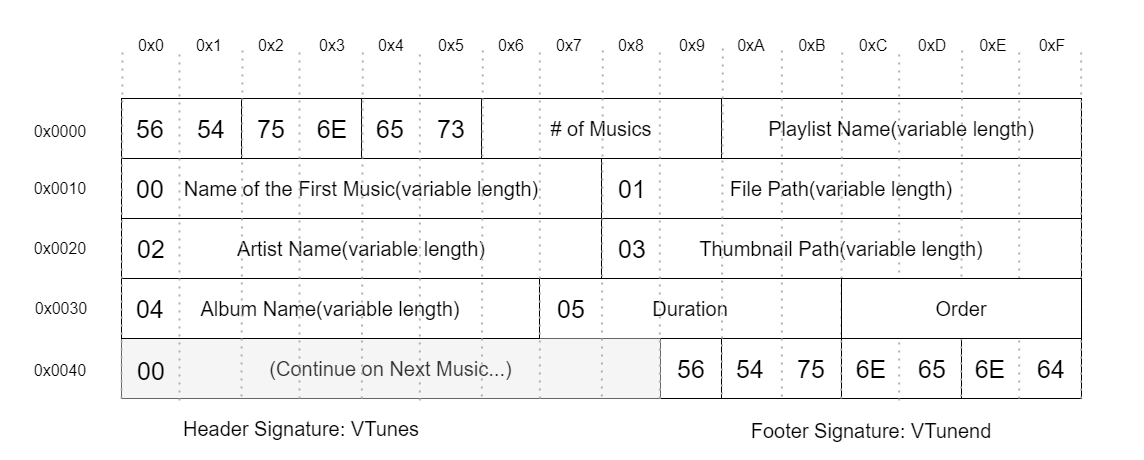 0x0 0x1 0x2 0x3 0x4 0x5 0x6 0x7 0x8 0x9 0xA 0xB 0xC 0xD 0xE 0xF
0x0000 56 54 75 6E 65 73 # of Musics Playlist Name(variable length)
0x0010 00 Name of the First Music(variable length) 01 File Path(variable length)
0x0020 02 Artist Name(variable length) 03 Thumbnail Path(variable length)
0x0030 04 Album Name(variable length) 05 Duration Order
0x0040 00 (Continue on Next Music...) 56 54 75 6E 65 6E 64
Header Signature: VTunes Footer Signature: VTunend